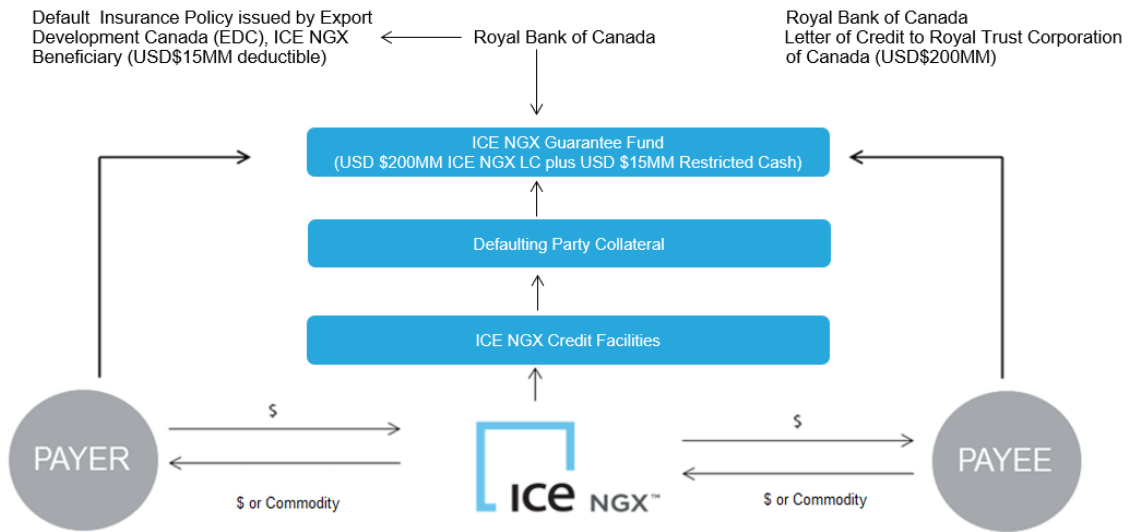 Default Insurance Policy issued by Export
Development Canada (EDC), ICE NGX
Beneficiary (USD$15MM deductible)
Royal Bank of Canada
Royal Bank of Canada
Letter of Credit to Royal Trust Corporation
of Canada (USD$200MM)
ICE NGX Guarantee Fund
(USD $200MM ICE NGX LC plus USD $15MM Restricted Cash)
Defaulting Party Collateral
ICE NGX Credit Facilities
PAYER
$
$ or Commodity
ice NGX™
$
$ or Commodity
PAYEE